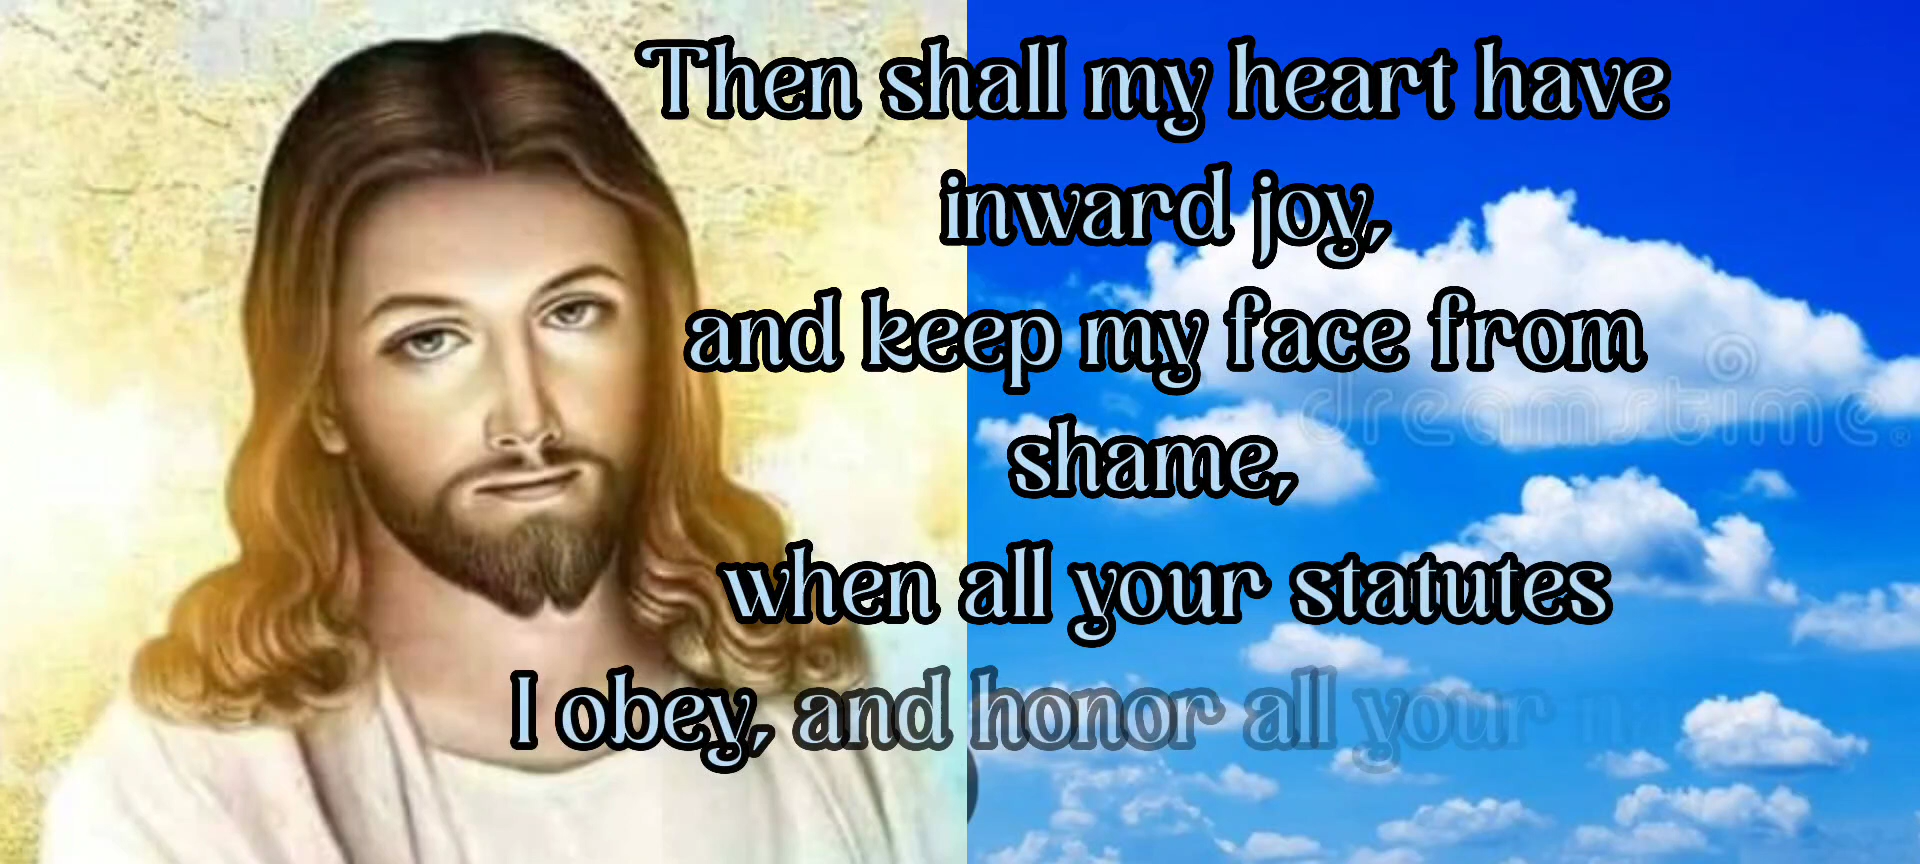 Then shall my heart have
inward joy,
and keep my face from
shame,
when all your statutes
I obey, and honor all your
dreamstime